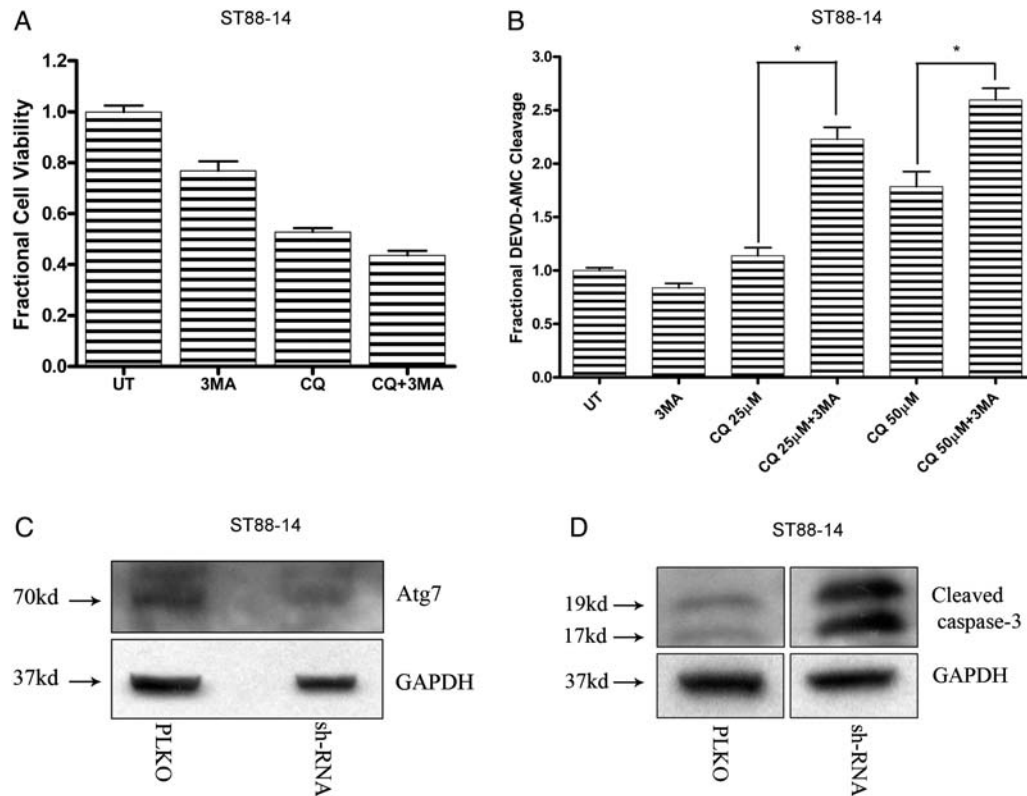 A
ST88-14
Fractional Cell Viability
1.2
1.0
0.8
0.6
0.4
0.2
0.0
UT
3MA
CQ
CQ+3MA
B
ST88-14
Fractional DEVD-AMC Cleavage
3.0
2.5
2.0
1.5
1.0
0.5
0.0
*
*
UT
3MA
CQ 25μM
CQ 25μM+3MA
CQ 50μM
CQ 50μM+3MA
C
ST88-14
70kd
Atg7
37kd
GAPDH
PLKO
sh-RNA
D
ST88-14
19kd
17kd
Cleaved
caspase-3
37kd
GAPDH
PLKO
sh-RNA